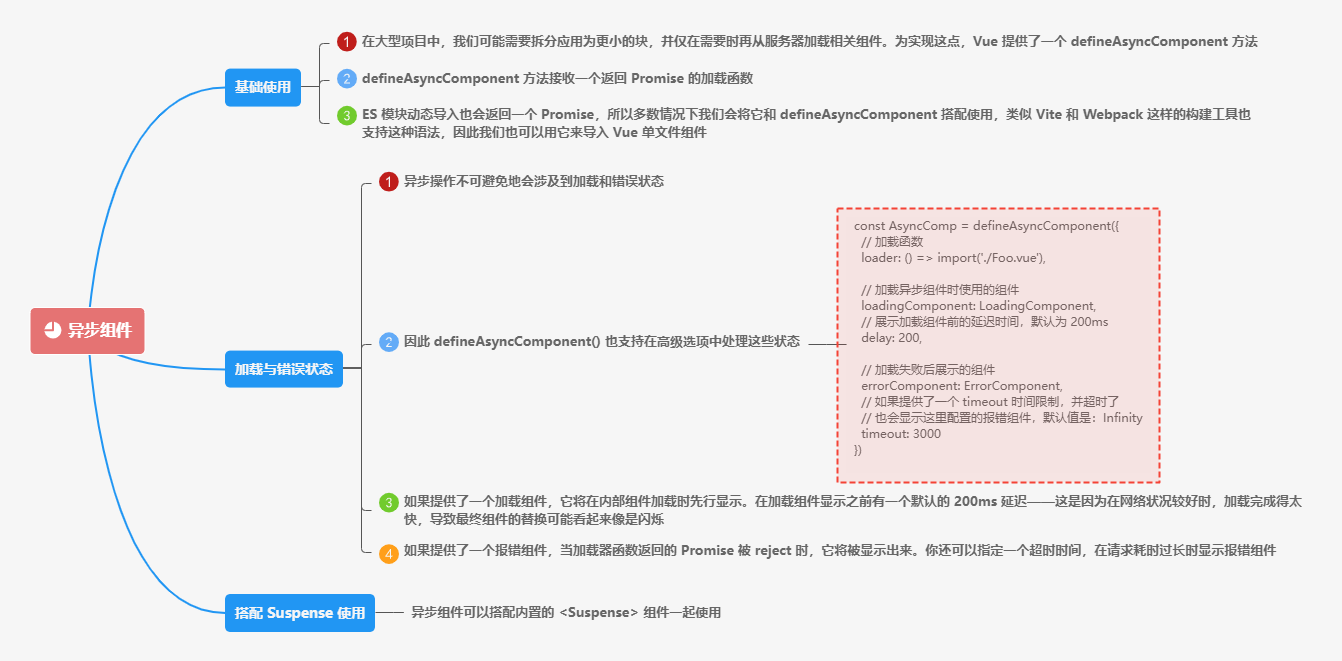 异步组件
基础使用
1 在大型项目中，我们可能需要拆分应用为更小的块，并仅在需要时再从服务器加载相关组件。为实现这点，Vue 提供了一个 defineAsyncComponent 方法
2 defineAsyncComponent 方法接收一个返回 Promise 的加载函数
3 ES 模块动态导入也会返回一个 Promise，所以多数情况下我们会将它和 defineAsyncComponent 搭配使用，类似 Vite 和 Webpack 这样的构建工具也
支持这种语法，因此我们也可以用它来导入 Vue 单文件组件
加载与错误状态
1 异步操作不可避免地会涉及到加载和错误状态
2 因此 defineAsyncComponent() 也支持在高级选项中处理这些状态
const AsyncComp = defineAsyncComponent({
// 加载函数
loader: () => import('./Foo.vue'),
// 加载异步组件时使用的组件
loadingComponent: LoadingComponent,
// 展示加载组件前的延迟时间，默认为 200ms
delay: 200,
// 加载失败后展示的组件
errorComponent: ErrorComponent,
// 如果提供了一个 timeout 时间限制，并超时了
// 也会显示这里配置的报错组件，默认值是：Infinity
timeout: 3000
})
3 如果提供了一个加载组件，它将在内部组件加载时先行显示。在加载组件显示之前有一个默认的 200ms 延迟——这是因为在网络状况较好时，加载完成得太
快，导致最终组件的替换可能看起来像是闪烁
4 如果提供了一个报错组件，当加载器函数返回的 Promise 被 reject 时，它将被显示出来。你还可以指定一个超时时间，在请求耗时过长时显示报错组件
搭配 Suspense 使用
异步组件可以搭配内置的 <Suspense> 组件一起使用